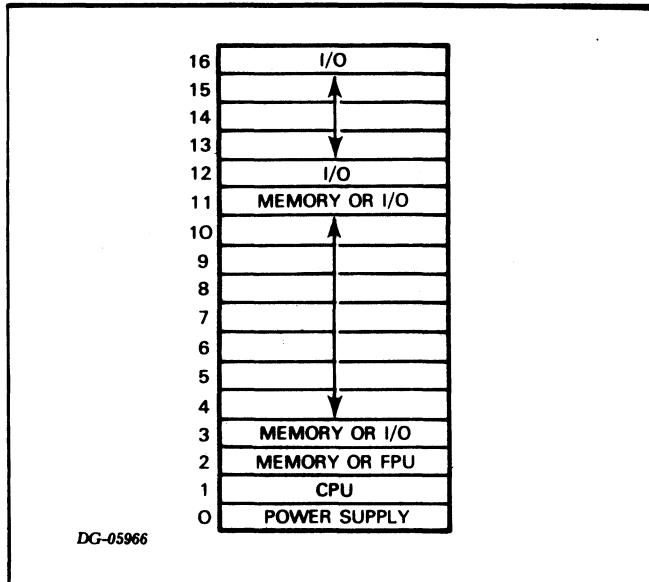 16 I/O
15
14
13
12 I/O
11 MEMORY OR I/O
10
9
8
7
6
5
4
3 MEMORY OR I/O
2 MEMORY OR FPU
1 CPU
0 POWER SUPPLY
DG-05966